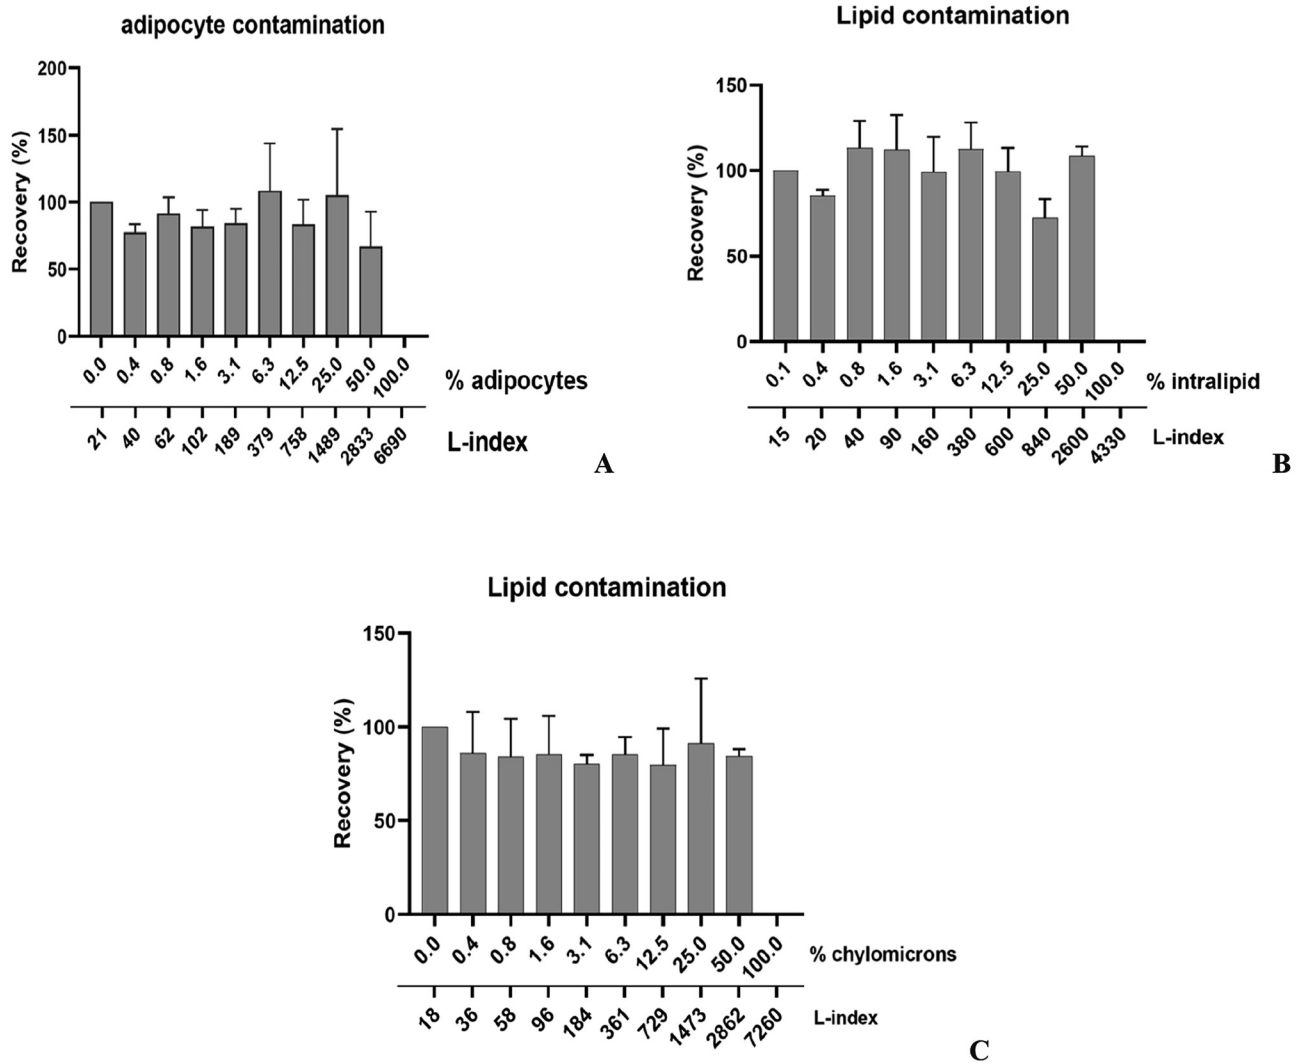 adipocyte contamination
200
150
100
50
0
Recovery (%)
0.0 0.4 0.8 1.6 3.1 6.3 12.5 25.0 50.0 100.0
% adipocytes
21 40 62 102 189 379 758 1489 2833 6690
L-index
A
Lipid contamination
150
100
50
0
Recovery (%)
0.1 0.4 0.8 1.6 3.1 6.3 12.5 25.0 50.0 100.0
% intralipid
15 20 40 90 160 380 600 840 2600 4330
L-index
B
Lipid contamination
150
100
50
0
Recovery (%)
0.0 0.4 0.8 1.6 3.1 6.3 12.5 25.0 50.0 100.0
% chylomicrons
18 36 58 96 184 361 729 1473 2862 7260
L-index
C